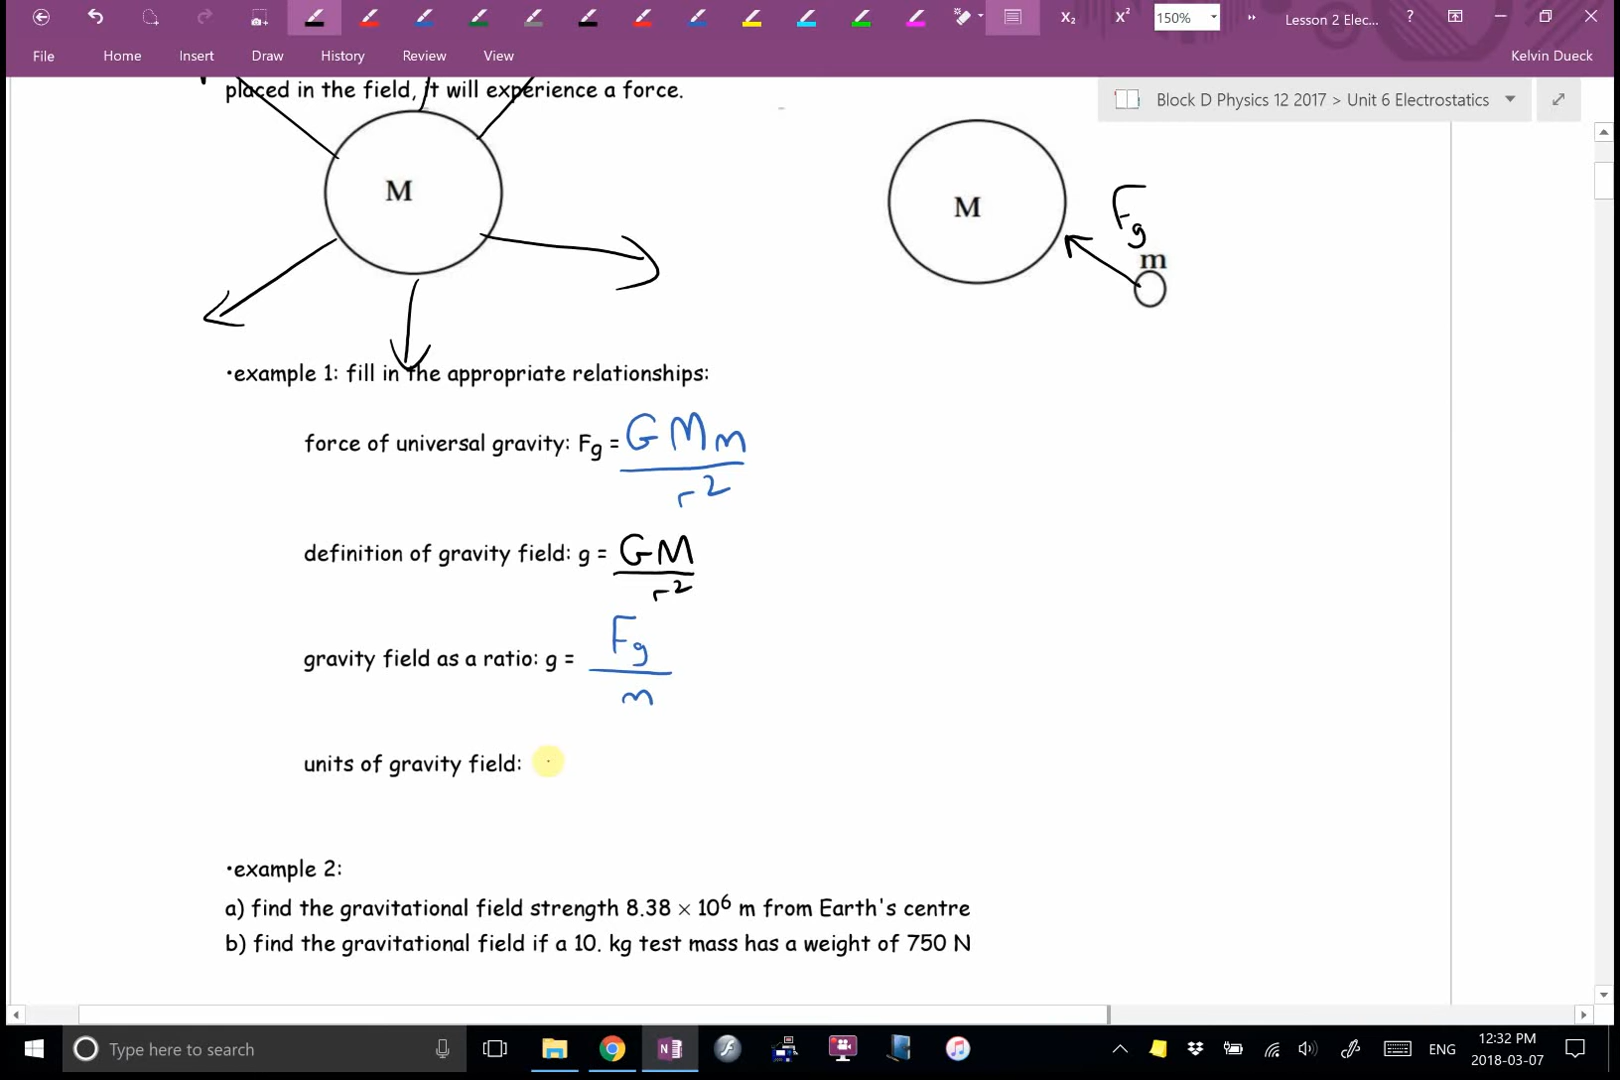 X₂ X² 150% Lesson 2 Elec... ?
File Home Insert Draw History Review View Kelvin Dueck
placed in the field, it will experience a force.
Block D Physics 12 2017 > Unit 6 Electrostatics
M
M
Fg
m
•example 1: fill in the appropriate relationships:
force of universal gravity: Fg = GMm / r²
definition of gravity field: g = GM / r²
gravity field as a ratio: g = Fg / m
units of gravity field:
•example 2:
a) find the gravitational field strength 8.38 × 10⁶ m from Earth's centre
b) find the gravitational field if a 10. kg test mass has a weight of 750 N
Type here to search
ENG
12:32 PM
2018-03-07